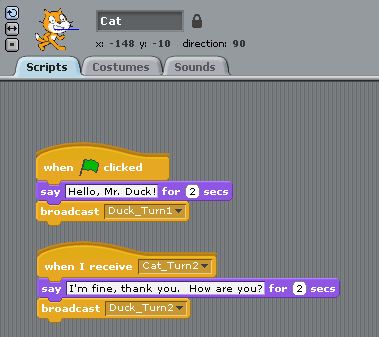 Cat
x: -148 y: -10 direction: 90
Scripts Costumes Sounds
when clicked
say Hello, Mr. Duck! for 2 secs
broadcast Duck_Turn1
when I receive Cat_Turn2
say I'm fine, thank you.  How are you? for 2 secs
broadcast Duck_Turn2